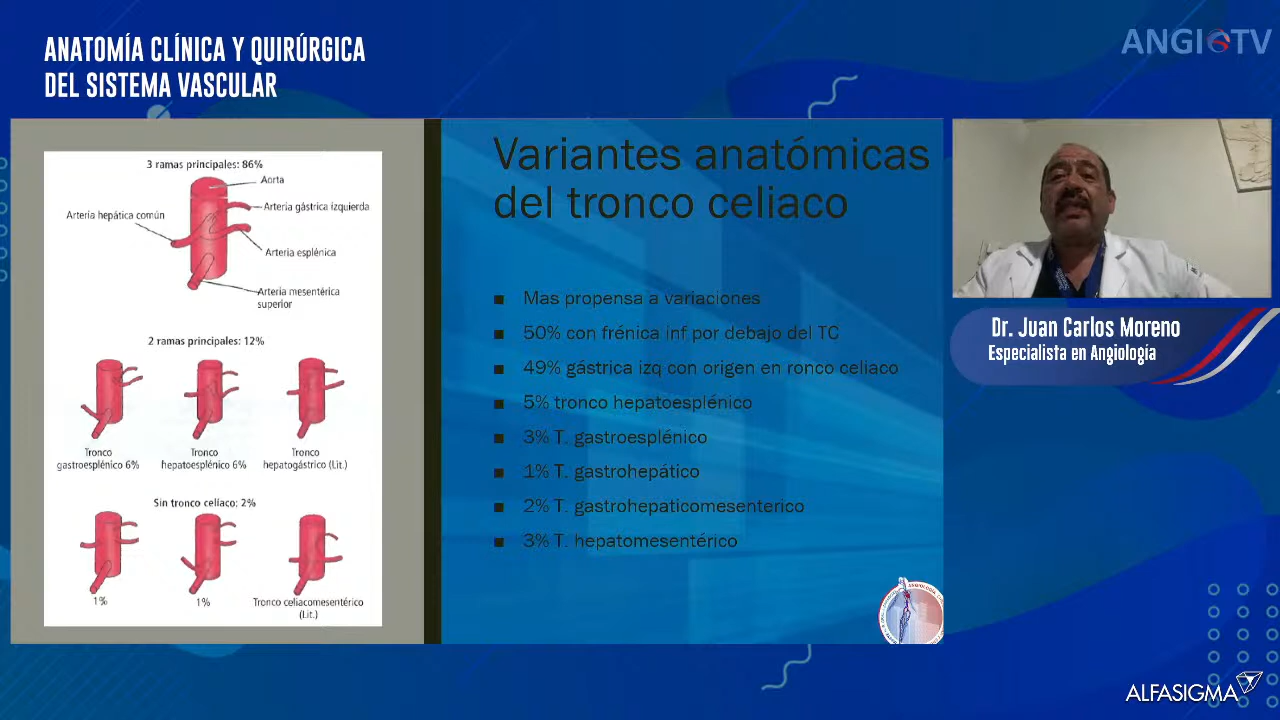 ANATOMÍA CLÍNICA Y QUIRÚRGICA
DEL SISTEMA VASCULAR
ANGIOTV
3 ramas principales: 86%
Aorta
Arteria gástrica izquierda
Arteria hepática común
Arteria esplénica
Arteria mesentérica
superior
2 ramas principales: 12%
Tronco
gastroesplénico 6%
Tronco
hepatoesplénico 6%
Tronco
hepatogástrico (Lit.)
Sin tronco celíaco: 2%
1%
1%
Tronco celiacomesentérico
(Lit.)
Variantes anatómicas
del tronco celiaco
■ Mas propensa a variaciones
■ 50% con frénica inf por debajo del TC
■ 49% gástrica izq con origen en ronco celiaco
■ 5% tronco hepatoesplénico
■ 3% T. gastroesplénico
■ 1% T. gastrohepático
■ 2% T. gastrohepaticomesenterico
■ 3% T. hepatomesentérico
Dr. Juan Carlos Moreno
Especialista en Angiología
ALFASIGMA